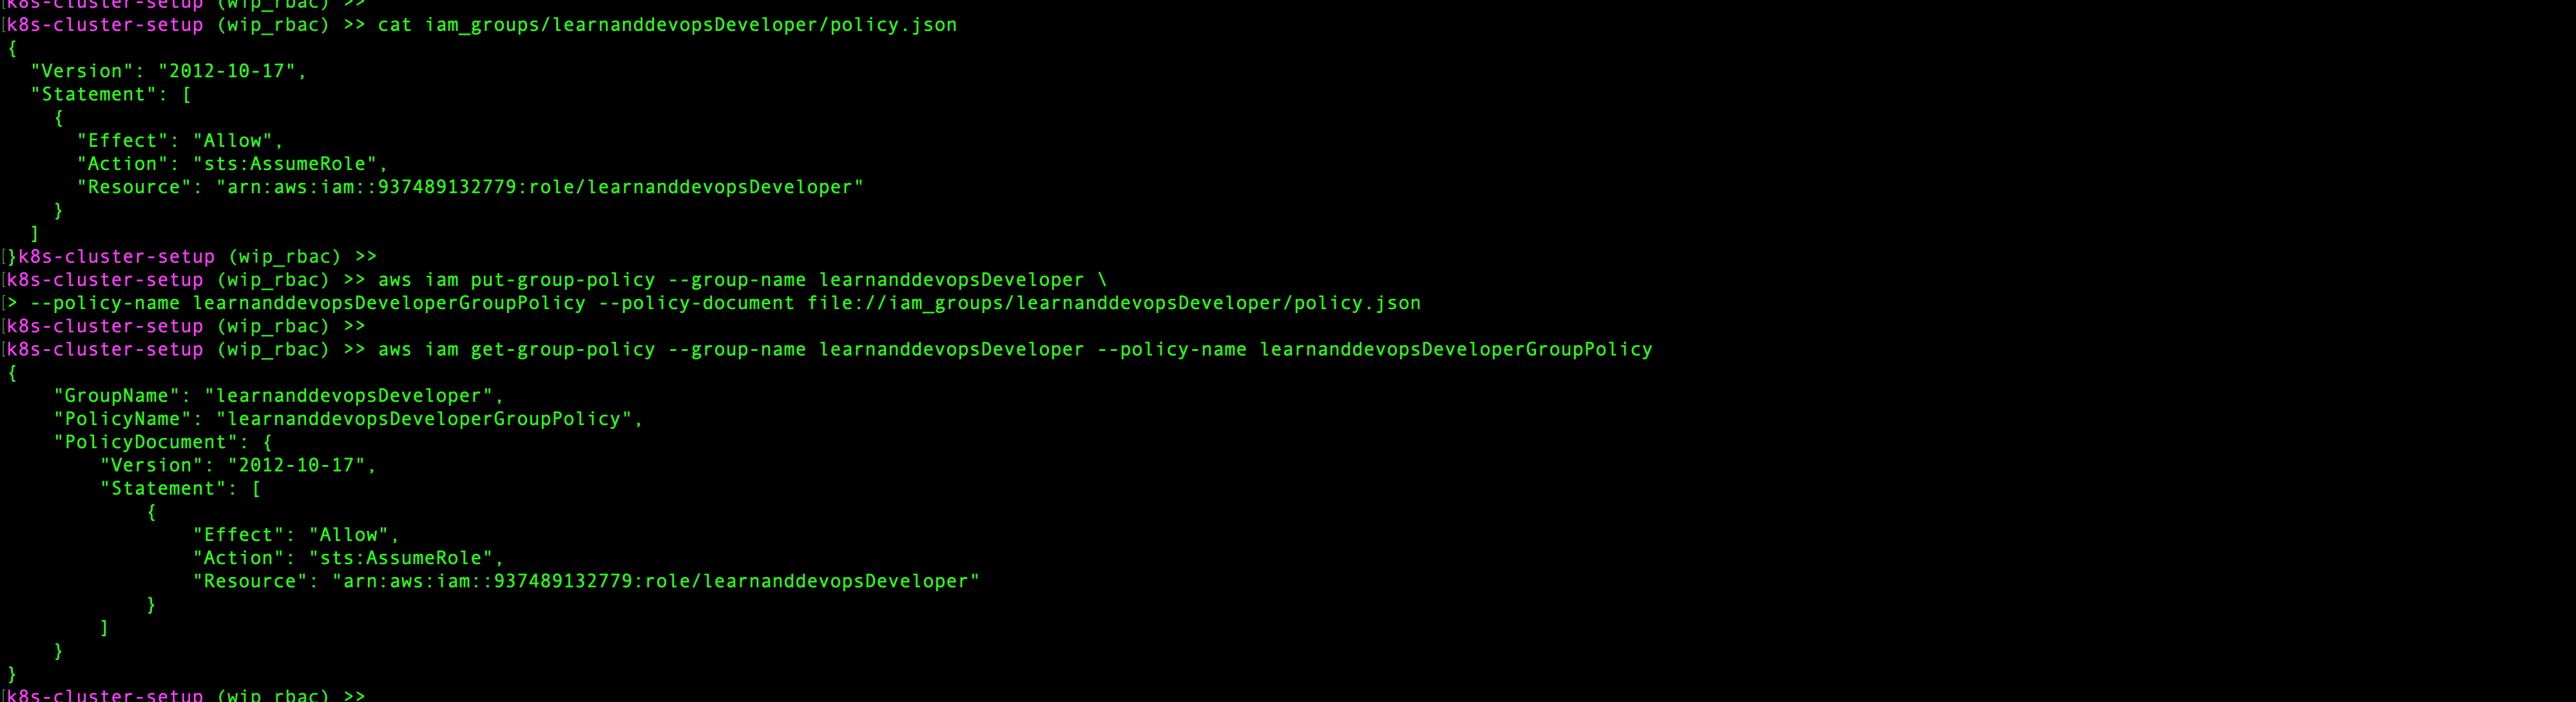 [k8s-cluster-setup (wip_rbac) >>
[k8s-cluster-setup (wip_rbac) >> cat iam_groups/learnanddevopsDeveloper/policy.json
{
  "Version": "2012-10-17",
  "Statement": [
    {
      "Effect": "Allow",
      "Action": "sts:AssumeRole",
      "Resource": "arn:aws:iam::937489132779:role/learnanddevopsDeveloper"
    }
  ]
[}k8s-cluster-setup (wip_rbac) >>
[k8s-cluster-setup (wip_rbac) >> aws iam put-group-policy --group-name learnanddevopsDeveloper \
[> --policy-name learnanddevopsDeveloperGroupPolicy --policy-document file://iam_groups/learnanddevopsDeveloper/policy.json
[k8s-cluster-setup (wip_rbac) >>
[k8s-cluster-setup (wip_rbac) >> aws iam get-group-policy --group-name learnanddevopsDeveloper --policy-name learnanddevopsDeveloperGroupPolicy
{
    "GroupName": "learnanddevopsDeveloper",
    "PolicyName": "learnanddevopsDeveloperGroupPolicy",
    "PolicyDocument": {
        "Version": "2012-10-17",
        "Statement": [
            {
                "Effect": "Allow",
                "Action": "sts:AssumeRole",
                "Resource": "arn:aws:iam::937489132779:role/learnanddevopsDeveloper"
            }
        ]
    }
}
[k8s-cluster-setup (wip_rbac) >>